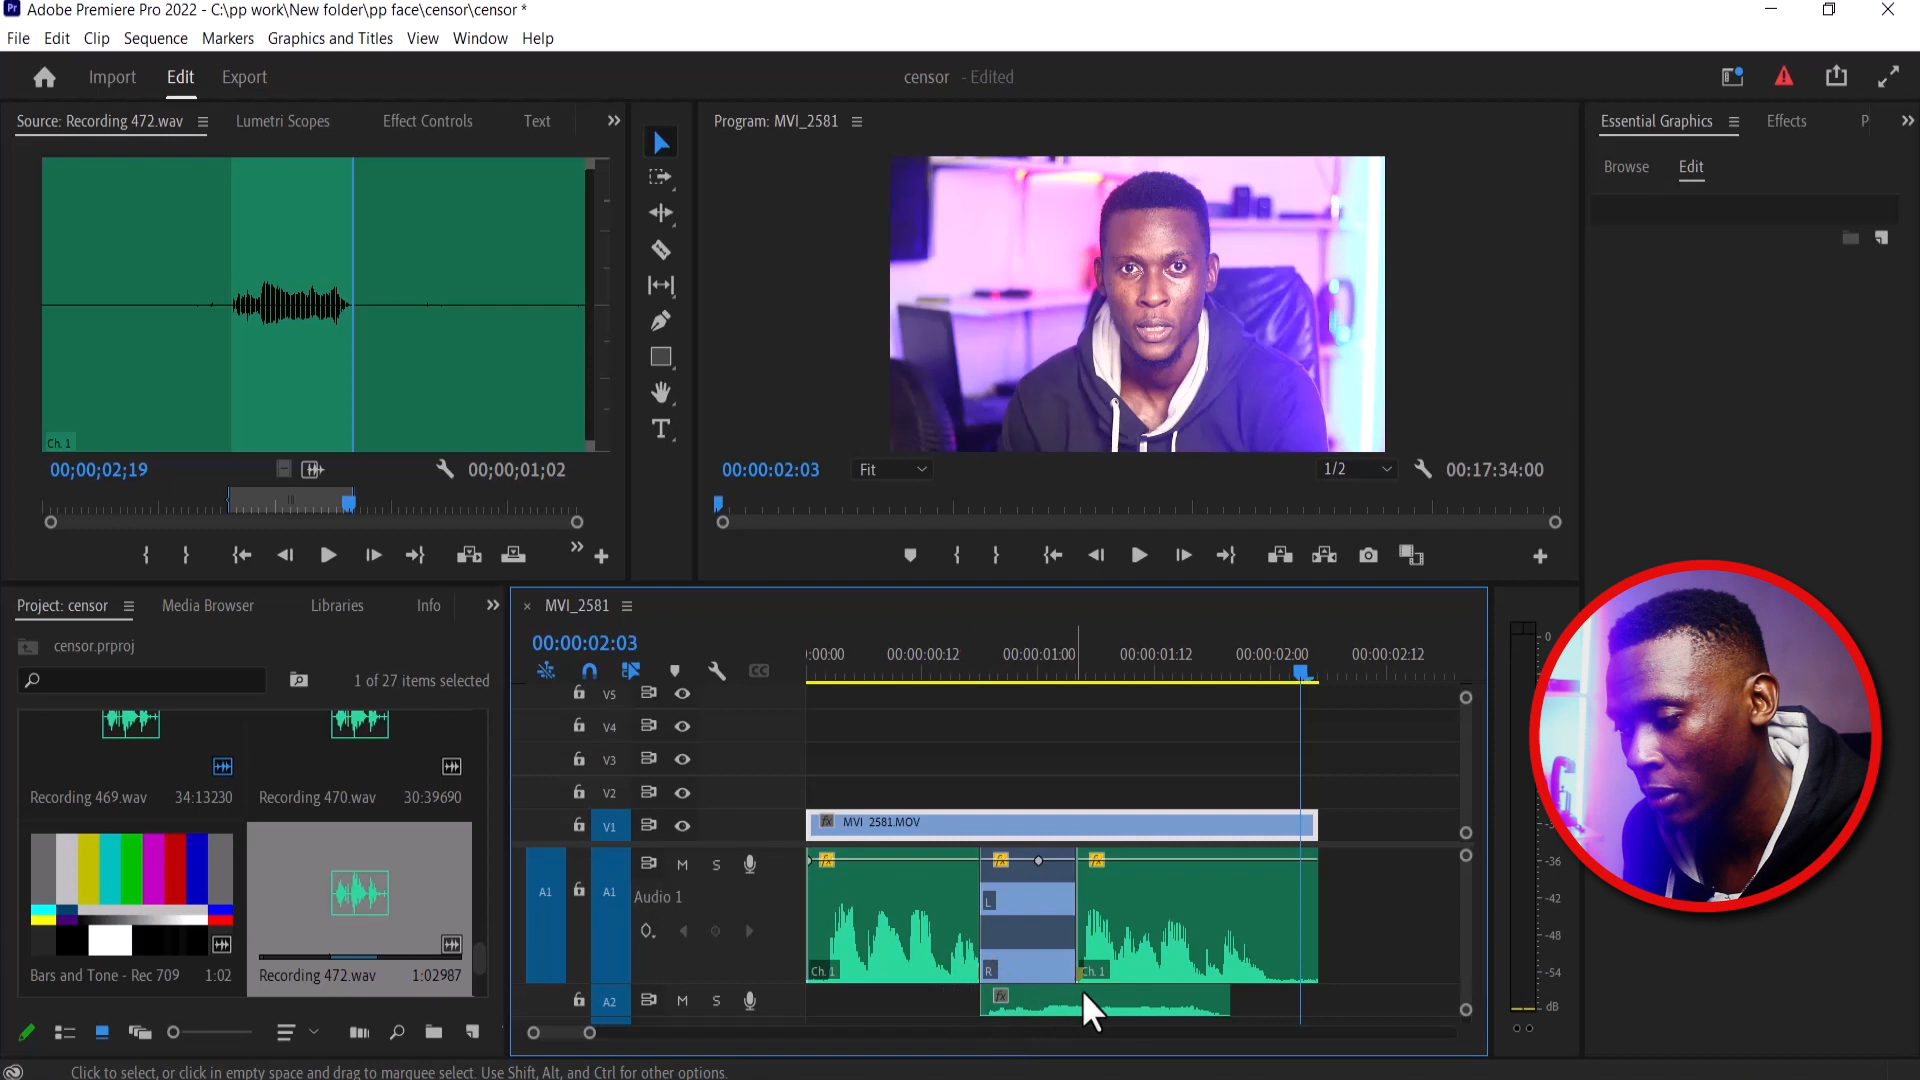 Pr Adobe Premiere Pro 2022 - C:\pp work\New folder\pp face\censor\censor *
File Edit Clip Sequence Markers Graphics and Titles View Window Help
Import Edit Export
censor - Edited
Source: Recording 472.wav Lumetri Scopes Effect Controls Text
Program: MVI_2581
Essential Graphics Effects P
Browse Edit
Ch. 1
00;00;02;19 00;00;01;02
00:00:02:03 Fit 1/2 00:17:34:00
Project: censor Media Browser Libraries Info
MVI_2581
censor.prproj
00:00:02:03
:00:00 00:00:00:12 00:00:01:00 00:00:01:12 00:00:02:00 00:00:02:12
1 of 27 items selected
V5
V4
V3
V2
V1 fx MVI_2581.MOV
Recording 469.wav 34:13230 Recording 470.wav 30:39690
A1 A1 M S
Audio 1
fx fx fx
L
R
Ch. 1 Ch. 1
Bars and Tone - Rec 709 1:02 Recording 472.wav 1:02987
A2 M S fx
0
-36
-42
-48
-54
dB
Click to select, or click in empty space and drag to marquee select. Use Shift, Alt, and Ctrl for other options.